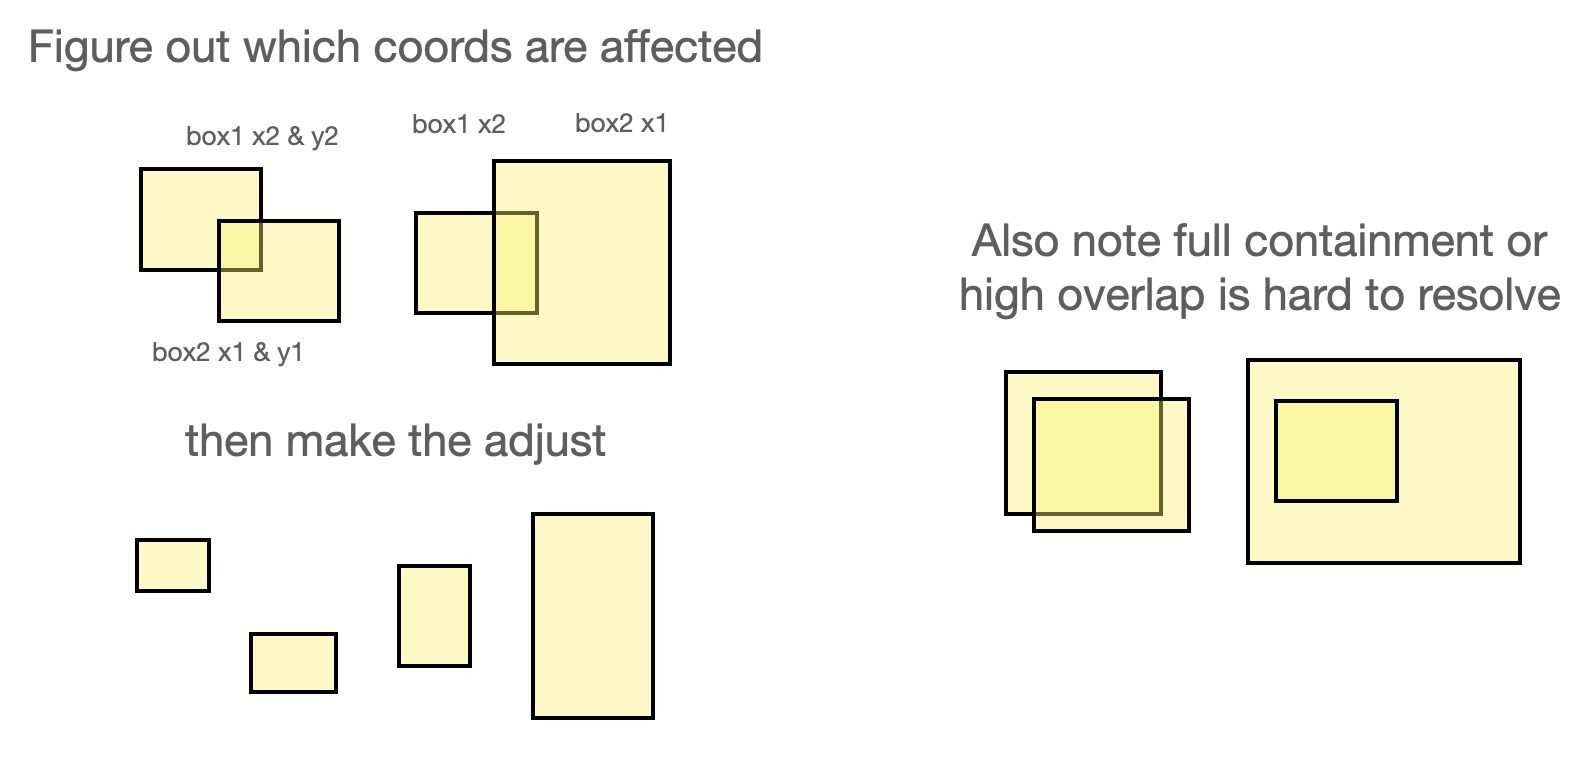 Figure out which coords are affected
box1 x2 & y2
box1 x2
box2 x1
box2 x1 & y1
then make the adjust
Also note full containment or
high overlap is hard to resolve